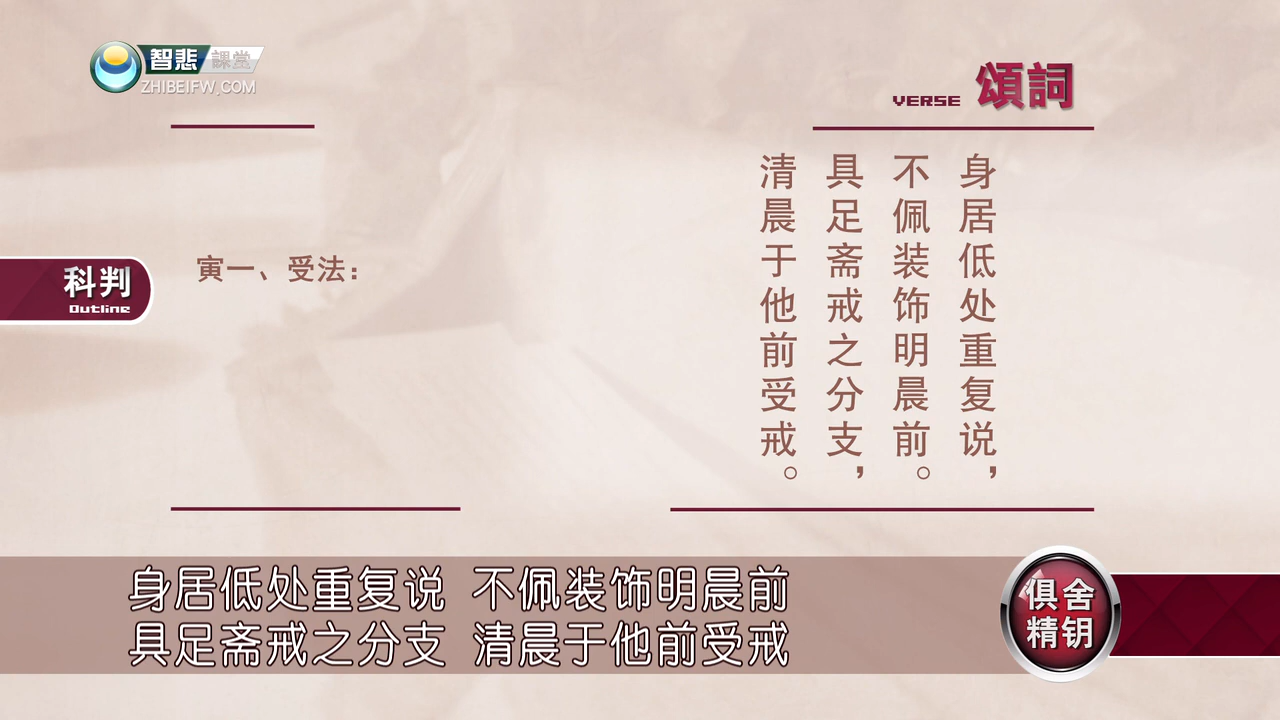 智悲 課堂
ZHIBEIFW.COM
VERSE 頌詞
身居低处重复说，
不佩装饰明晨前。
具足斋戒之分支，
清晨于他前受戒。
科判
Outline
寅一、受法：
身居低处重复说 不佩装饰明晨前
具足斋戒之分支 清晨于他前受戒
俱舍
精钥